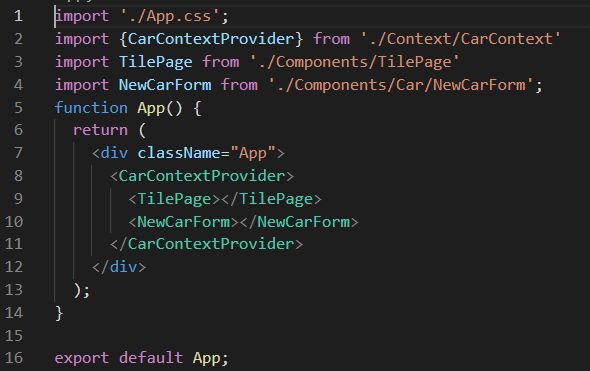 1 import './App.css';
2 import {CarContextProvider} from './Context/CarContext'
3 import TilePage from './Components/TilePage'
4 import NewCarForm from './Components/Car/NewCarForm';
5 function App() {
6   return (
7     <div className="App">
8       <CarContextProvider>
9         <TilePage></TilePage>
10         <NewCarForm></NewCarForm>
11       </CarContextProvider>
12     </div>
13   );
14 }
15
16 export default App;